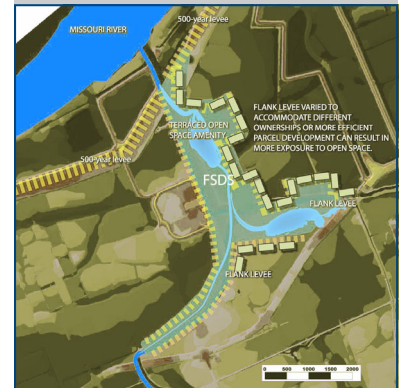 500-year levee
MISSOURI RIVER
FLANK LEVEE VARIED TO
ACCOMMODATE DIFFERENT
OWNERSHIPS OR MORE EFFICIENT
PARCEL DEVELOPMENT CAN RESULT IN
MORE EXPOSURE TO OPEN SPACE.
TERRACED OPEN
SPACE AMENITY
500-year levee
FSDS
FLANK LEVEE
FLANK LEVEE
0 500 1000 1500 2000